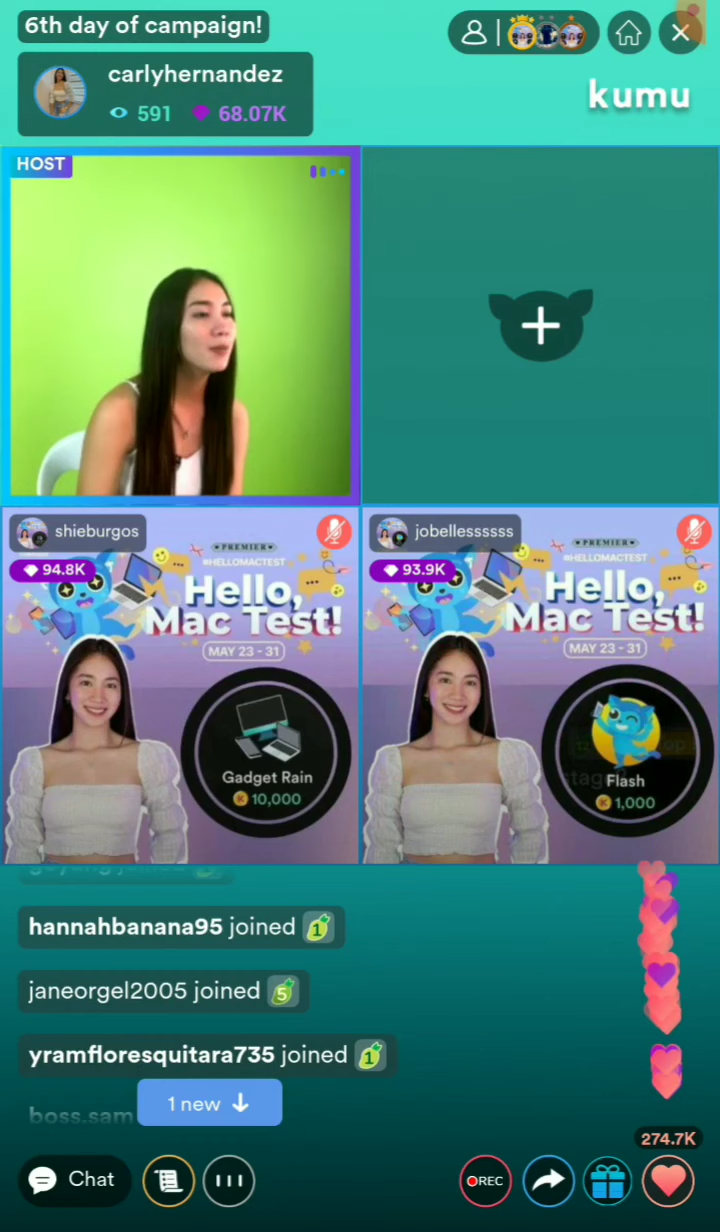 6th day of campaign!
carlyhernandez
591 68.07K
kumu
HOST
shieburgos
94.8K
PREMIER
@HELLOMACTEST
Hello,
Mac Test!
MAY 23 - 31
Gadget Rain
10,000
jobellessssss
93.9K
PREMIER
@HELLOMACTEST
Hello,
Mac Test!
MAY 23 - 31
Flash
1,000
hannahbanana95 joined 1
janeorgel2005 joined 5
yramfloresquitara735 joined 1
boss.sam
1 new
274.7K
Chat
REC